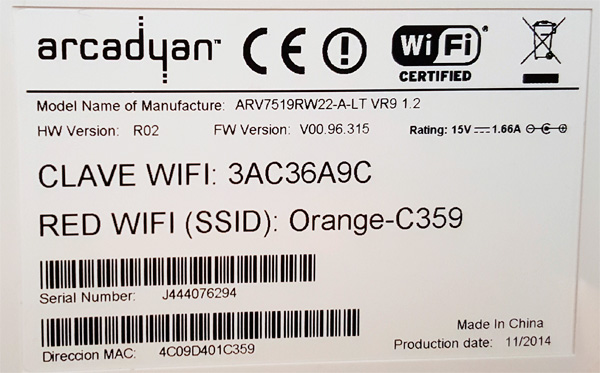 arcadyan™ CE ! Wi Fi®
CERTIFIED
Model Name of Manufacture: ARV7519RW22-A-LT VR9 1.2
HW Version: R02 FW Version: V00.96.315 Rating: 15V 1.66A
CLAVE WIFI: 3AC36A9C
RED WIFI (SSID): Orange-C359
Serial Number: J444076294
Made In China
Direccion MAC: 4C09D401C359 Production date: 11/2014